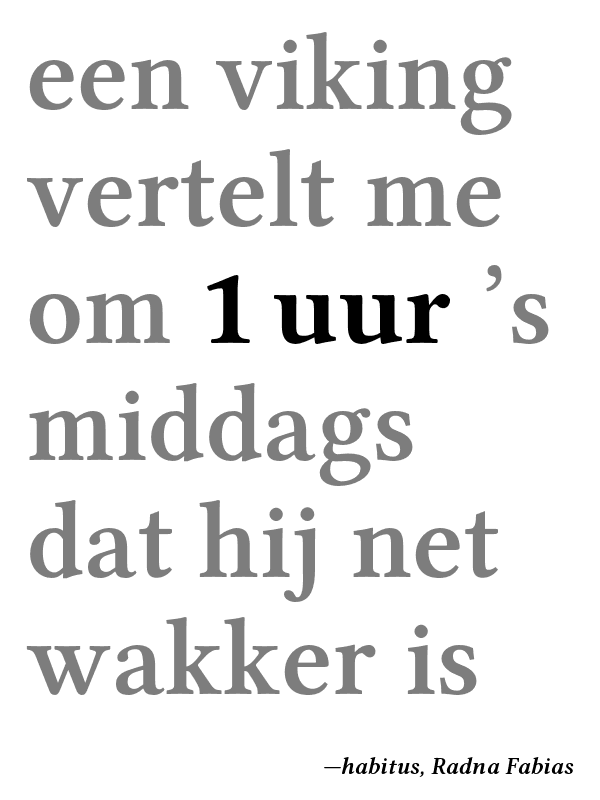 een viking
vertelt me
om 1 uur ’s
middags
dat hij net
wakker is
—habitus, Radna Fabias